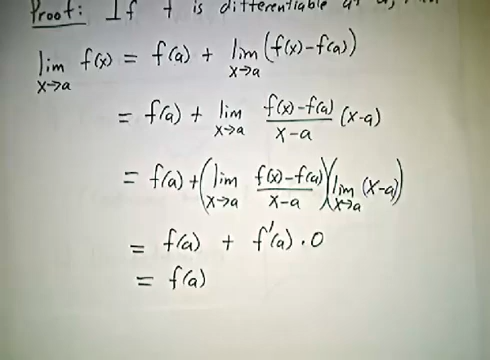 Proof: If f is differentiable at a,
lim x→a f(x) = f(a) + lim x→a (f(x)-f(a))
= f(a) + lim x→a f(x)-f(a) / x-a (x-a)
= f(a) + (lim x→a f(x)-f(a) / x-a)(lim x→a (x-a))
= f(a) + f'(a) · 0
= f(a)